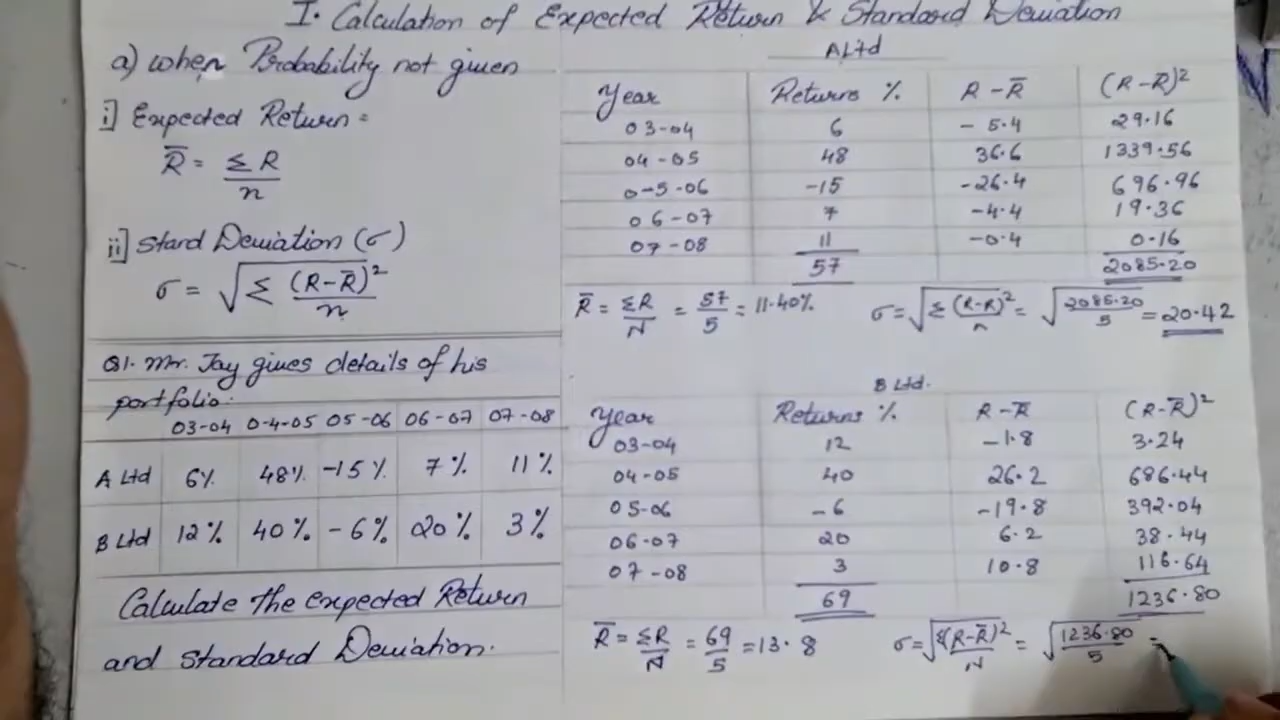 I. Calculation of Expected Return & Standard Deviation
a) when Probability not given
i] Expected Return =
R̅ = ΣR / n
ii] Stard Deviation (σ)
σ = √Σ (R-R̅)² / n
Q1. Mr. Jay gives details of his
portfolio.
03-04 0-4-05 05-06 06-07 07-08
A Ltd 6% 48% -15% 7% 11%
B Ltd 12% 40% -6% 20% 3%
Calculate the expected Return
and standard Deviation.
A Ltd
Year Returns % R-R̅ (R-R̅)²
03-04 6 -5.4 29.16
04-05 48 36.6 1339.56
0-5-06 -15 -26.4 696.96
06-07 7 -4.4 19.36
07-08 11 -0.4 0.16
57 2085.20
R̅ = ΣR / N = 57 / 5 = 11.40% σ = √Σ (R-R)² / n = √2085.20 / 5 = 20.42
B Ltd.
Year Returns % R-R̅ (R-R̅)²
03-04 12 -1.8 3.24
04-05 40 26.2 686.44
05-06 -6 -19.8 392.04
06-07 20 6.2 38.44
07-08 3 10.8 116.64
69 1236.80
R̅ = ΣR / N = 69 / 5 = 13.8 σ = √Σ(R-R̅)² / N = √1236.80 / 5 =